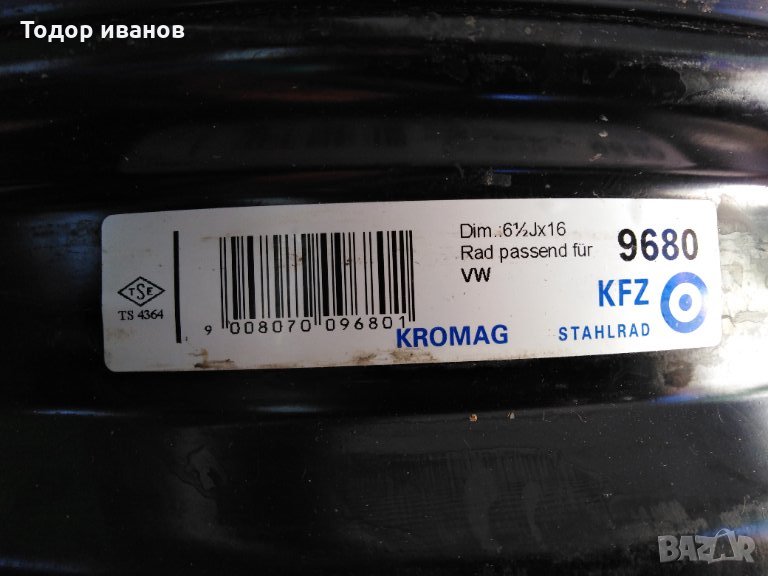 Тодор иванов
TSE
TS 4364
9 008070 096801
Dim.:6½Jx16
Rad passend für
VW
9680
KFZ
KROMAG
STAHLRAD
BAZAR